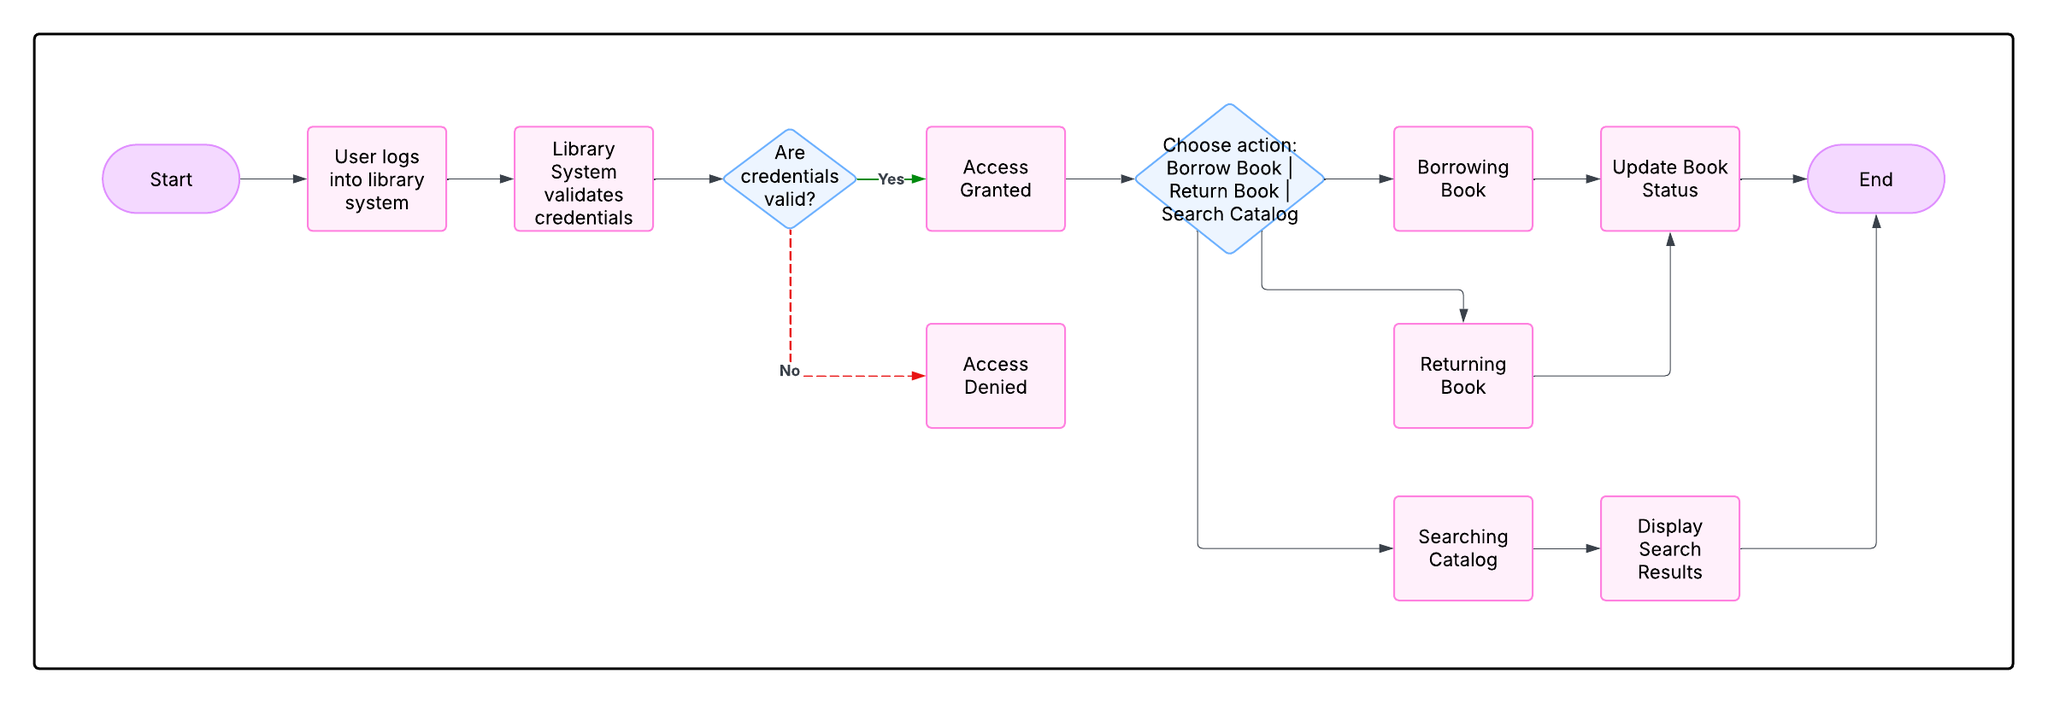 Start
User logs
into library
system
Library
System
validates
credentials
Are
credentials
valid?
Yes
No
Access
Granted
Access
Denied
Choose action:
Borrow Book |
Return Book |
Search Catalog
Borrowing
Book
Returning
Book
Searching
Catalog
Update Book
Status
Display
Search
Results
End